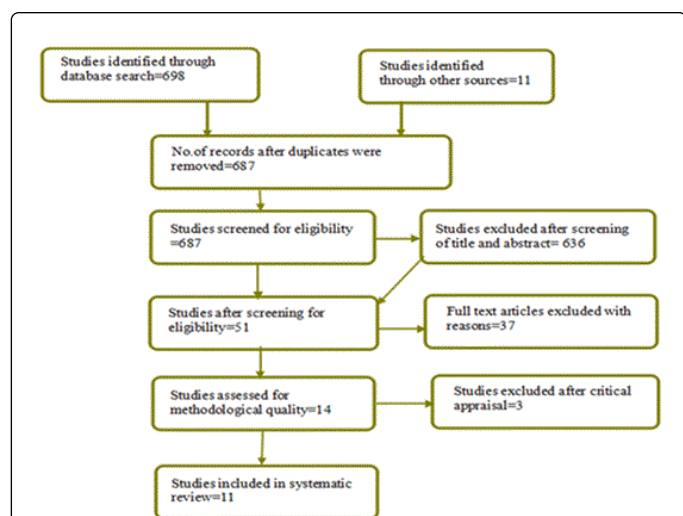 Studies identified through
database search=698
Studies identified
through other sources=11
No.of records after duplicates were
removed=687
Studies screened for eligibility
=687
Studies excluded after screening
of title and abstract= 636
Studies after screening for
eligibility=51
Full text articles excluded with
reasons=37
Studies assessed for
methodological quality=14
Studies excluded after critical
appraisal=3
Studies included in systematic
review=11